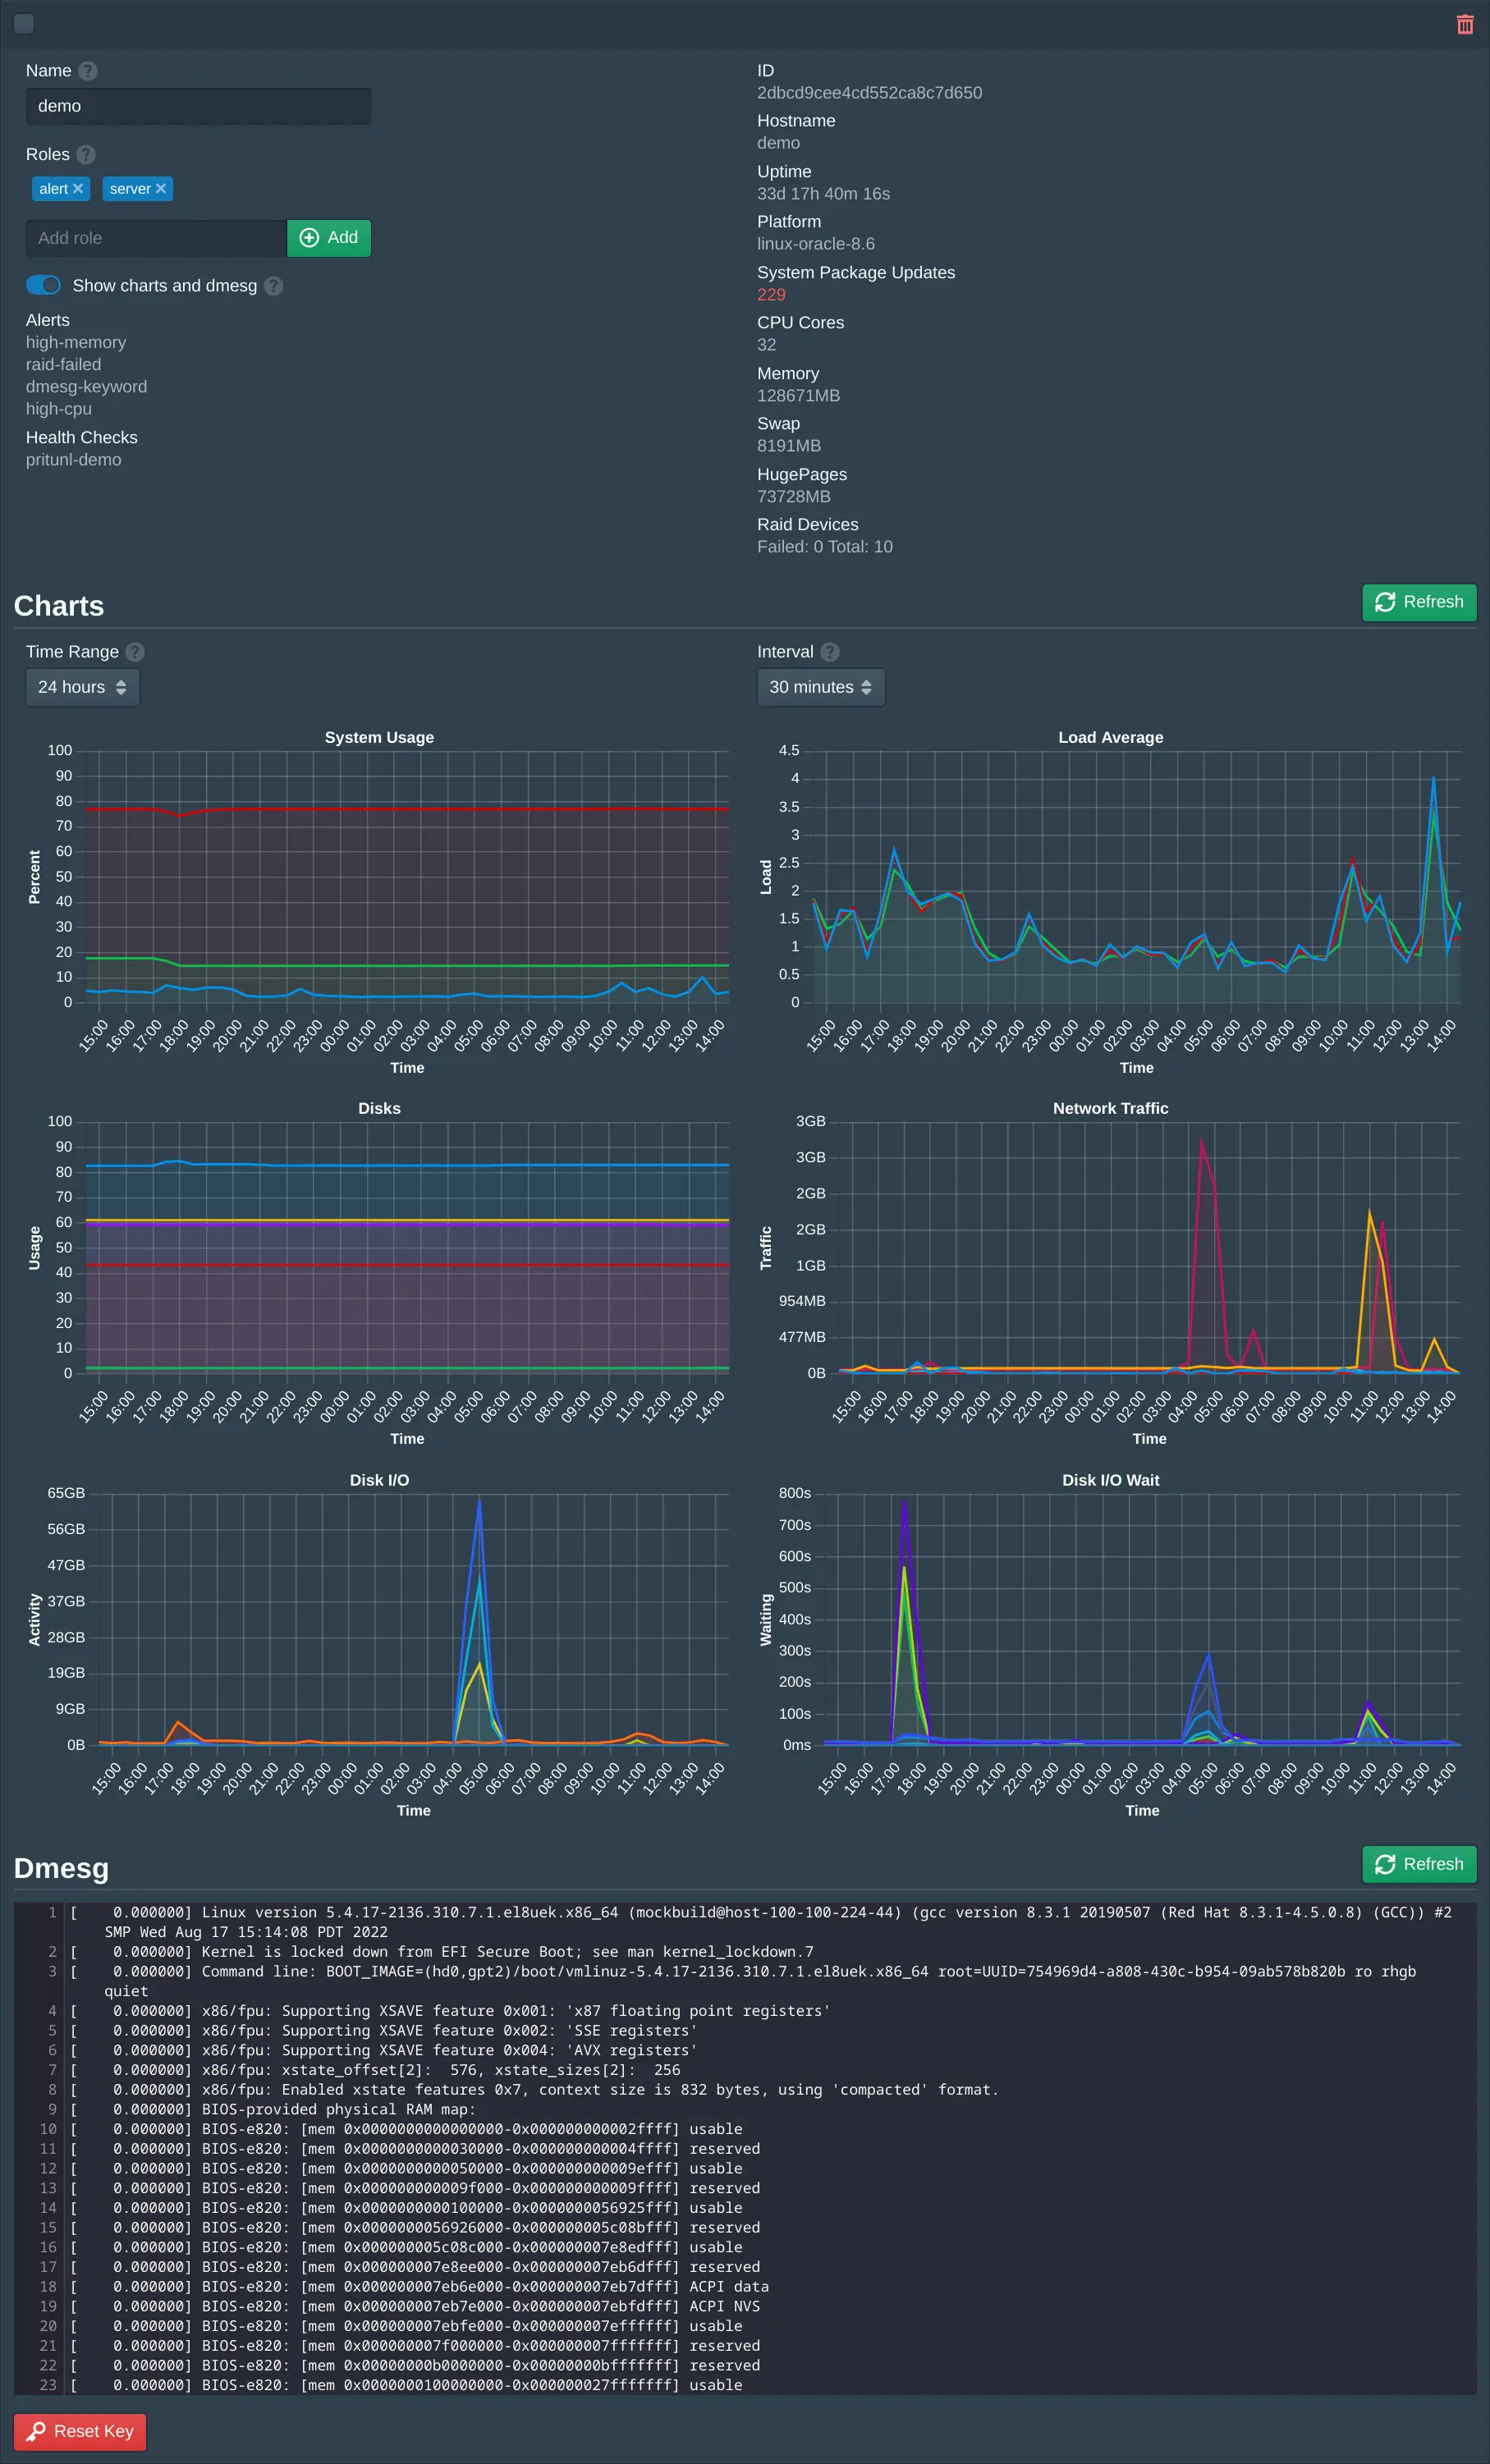 Name ?
demo
Roles ?
alert ×
server ×
Add role
Add
Show charts and dmesg ?
Alerts
high-memory
raid-failed
dmesg-keyword
high-cpu
Health Checks
pritunl-demo
ID
2dbcd9cee4cd552ca8c7d650
Hostname
demo
Uptime
33d 17h 40m 16s
Platform
linux-oracle-8.6
System Package Updates
229
CPU Cores
32
Memory
128671MB
Swap
8191MB
HugePages
73728MB
Raid Devices
Failed: 0 Total: 10
Charts
Refresh
Time Range ?
24 hours
Interval ?
30 minutes
System Usage
Percent
100
90
80
70
60
50
40
30
20
10
0
15:00 16:00 17:00 18:00 19:00 20:00 21:00 22:00 23:00 00:00 01:00 02:00 03:00 04:00 05:00 06:00 07:00 08:00 09:00 10:00 11:00 12:00 13:00 14:00
Time
Load Average
Load
4.5
4
3.5
3
2.5
2
1.5
1
0.5
0
15:00 16:00 17:00 18:00 19:00 20:00 21:00 22:00 23:00 00:00 01:00 02:00 03:00 04:00 05:00 06:00 07:00 08:00 09:00 10:00 11:00 12:00 13:00 14:00
Time
Disks
Usage
100
90
80
70
60
50
40
30
20
10
0
15:00 16:00 17:00 18:00 19:00 20:00 21:00 22:00 23:00 00:00 01:00 02:00 03:00 04:00 05:00 06:00 07:00 08:00 09:00 10:00 11:00 12:00 13:00 14:00
Time
Network Traffic
Traffic
3GB
3GB
2GB
2GB
1GB
954MB
477MB
0B
15:00 16:00 17:00 18:00 19:00 20:00 21:00 22:00 23:00 00:00 01:00 02:00 03:00 04:00 05:00 06:00 07:00 08:00 09:00 10:00 11:00 12:00 13:00 14:00
Time
Disk I/O
Activity
65GB
56GB
47GB
37GB
28GB
19GB
9GB
0B
15:00 16:00 17:00 18:00 19:00 20:00 21:00 22:00 23:00 00:00 01:00 02:00 03:00 04:00 05:00 06:00 07:00 08:00 09:00 10:00 11:00 12:00 13:00 14:00
Time
Disk I/O Wait
Waiting
800s
700s
600s
500s
400s
300s
200s
100s
0ms
15:00 16:00 17:00 18:00 19:00 20:00 21:00 22:00 23:00 00:00 01:00 02:00 03:00 04:00 05:00 06:00 07:00 08:00 09:00 10:00 11:00 12:00 13:00 14:00
Time
Dmesg
Refresh
1 [    0.000000] Linux version 5.4.17-2136.310.7.1.el8uek.x86_64 (mockbuild@host-100-100-224-44) (gcc version 8.3.1 20190507 (Red Hat 8.3.1-4.5.0.8) (GCC)) #2
SMP Wed Aug 17 15:14:08 PDT 2022
2 [    0.000000] Kernel is locked down from EFI Secure Boot; see man kernel_lockdown.7
3 [    0.000000] Command line: BOOT_IMAGE=(hd0,gpt2)/boot/vmlinuz-5.4.17-2136.310.7.1.el8uek.x86_64 root=UUID=754969d4-a808-430c-b954-09ab578b820b ro rhgb
quiet
4 [    0.000000] x86/fpu: Supporting XSAVE feature 0x001: 'x87 floating point registers'
5 [    0.000000] x86/fpu: Supporting XSAVE feature 0x002: 'SSE registers'
6 [    0.000000] x86/fpu: Supporting XSAVE feature 0x004: 'AVX registers'
7 [    0.000000] x86/fpu: xstate_offset[2]:  576, xstate_sizes[2]:  256
8 [    0.000000] x86/fpu: Enabled xstate features 0x7, context size is 832 bytes, using 'compacted' format.
9 [    0.000000] BIOS-provided physical RAM map:
10 [    0.000000] BIOS-e820: [mem 0x0000000000000000-0x000000000002ffff] usable
11 [    0.000000] BIOS-e820: [mem 0x0000000000030000-0x000000000004ffff] reserved
12 [    0.000000] BIOS-e820: [mem 0x0000000000050000-0x000000000009efff] usable
13 [    0.000000] BIOS-e820: [mem 0x000000000009f000-0x000000000009ffff] reserved
14 [    0.000000] BIOS-e820: [mem 0x0000000000100000-0x0000000056925fff] usable
15 [    0.000000] BIOS-e820: [mem 0x0000000056926000-0x000000005c08bfff] reserved
16 [    0.000000] BIOS-e820: [mem 0x000000005c08c000-0x000000007e8edfff] usable
17 [    0.000000] BIOS-e820: [mem 0x000000007e8ee000-0x000000007eb6dfff] reserved
18 [    0.000000] BIOS-e820: [mem 0x000000007eb6e000-0x000000007eb7dfff] ACPI data
19 [    0.000000] BIOS-e820: [mem 0x000000007eb7e000-0x000000007ebfdfff] ACPI NVS
20 [    0.000000] BIOS-e820: [mem 0x000000007ebfe000-0x000000007effffff] usable
21 [    0.000000] BIOS-e820: [mem 0x000000007f000000-0x000000007fffffff] reserved
22 [    0.000000] BIOS-e820: [mem 0x00000000b0000000-0x00000000bfffffff] reserved
23 [    0.000000] BIOS-e820: [mem 0x0000000100000000-0x000000027fffffff] usable
Reset Key